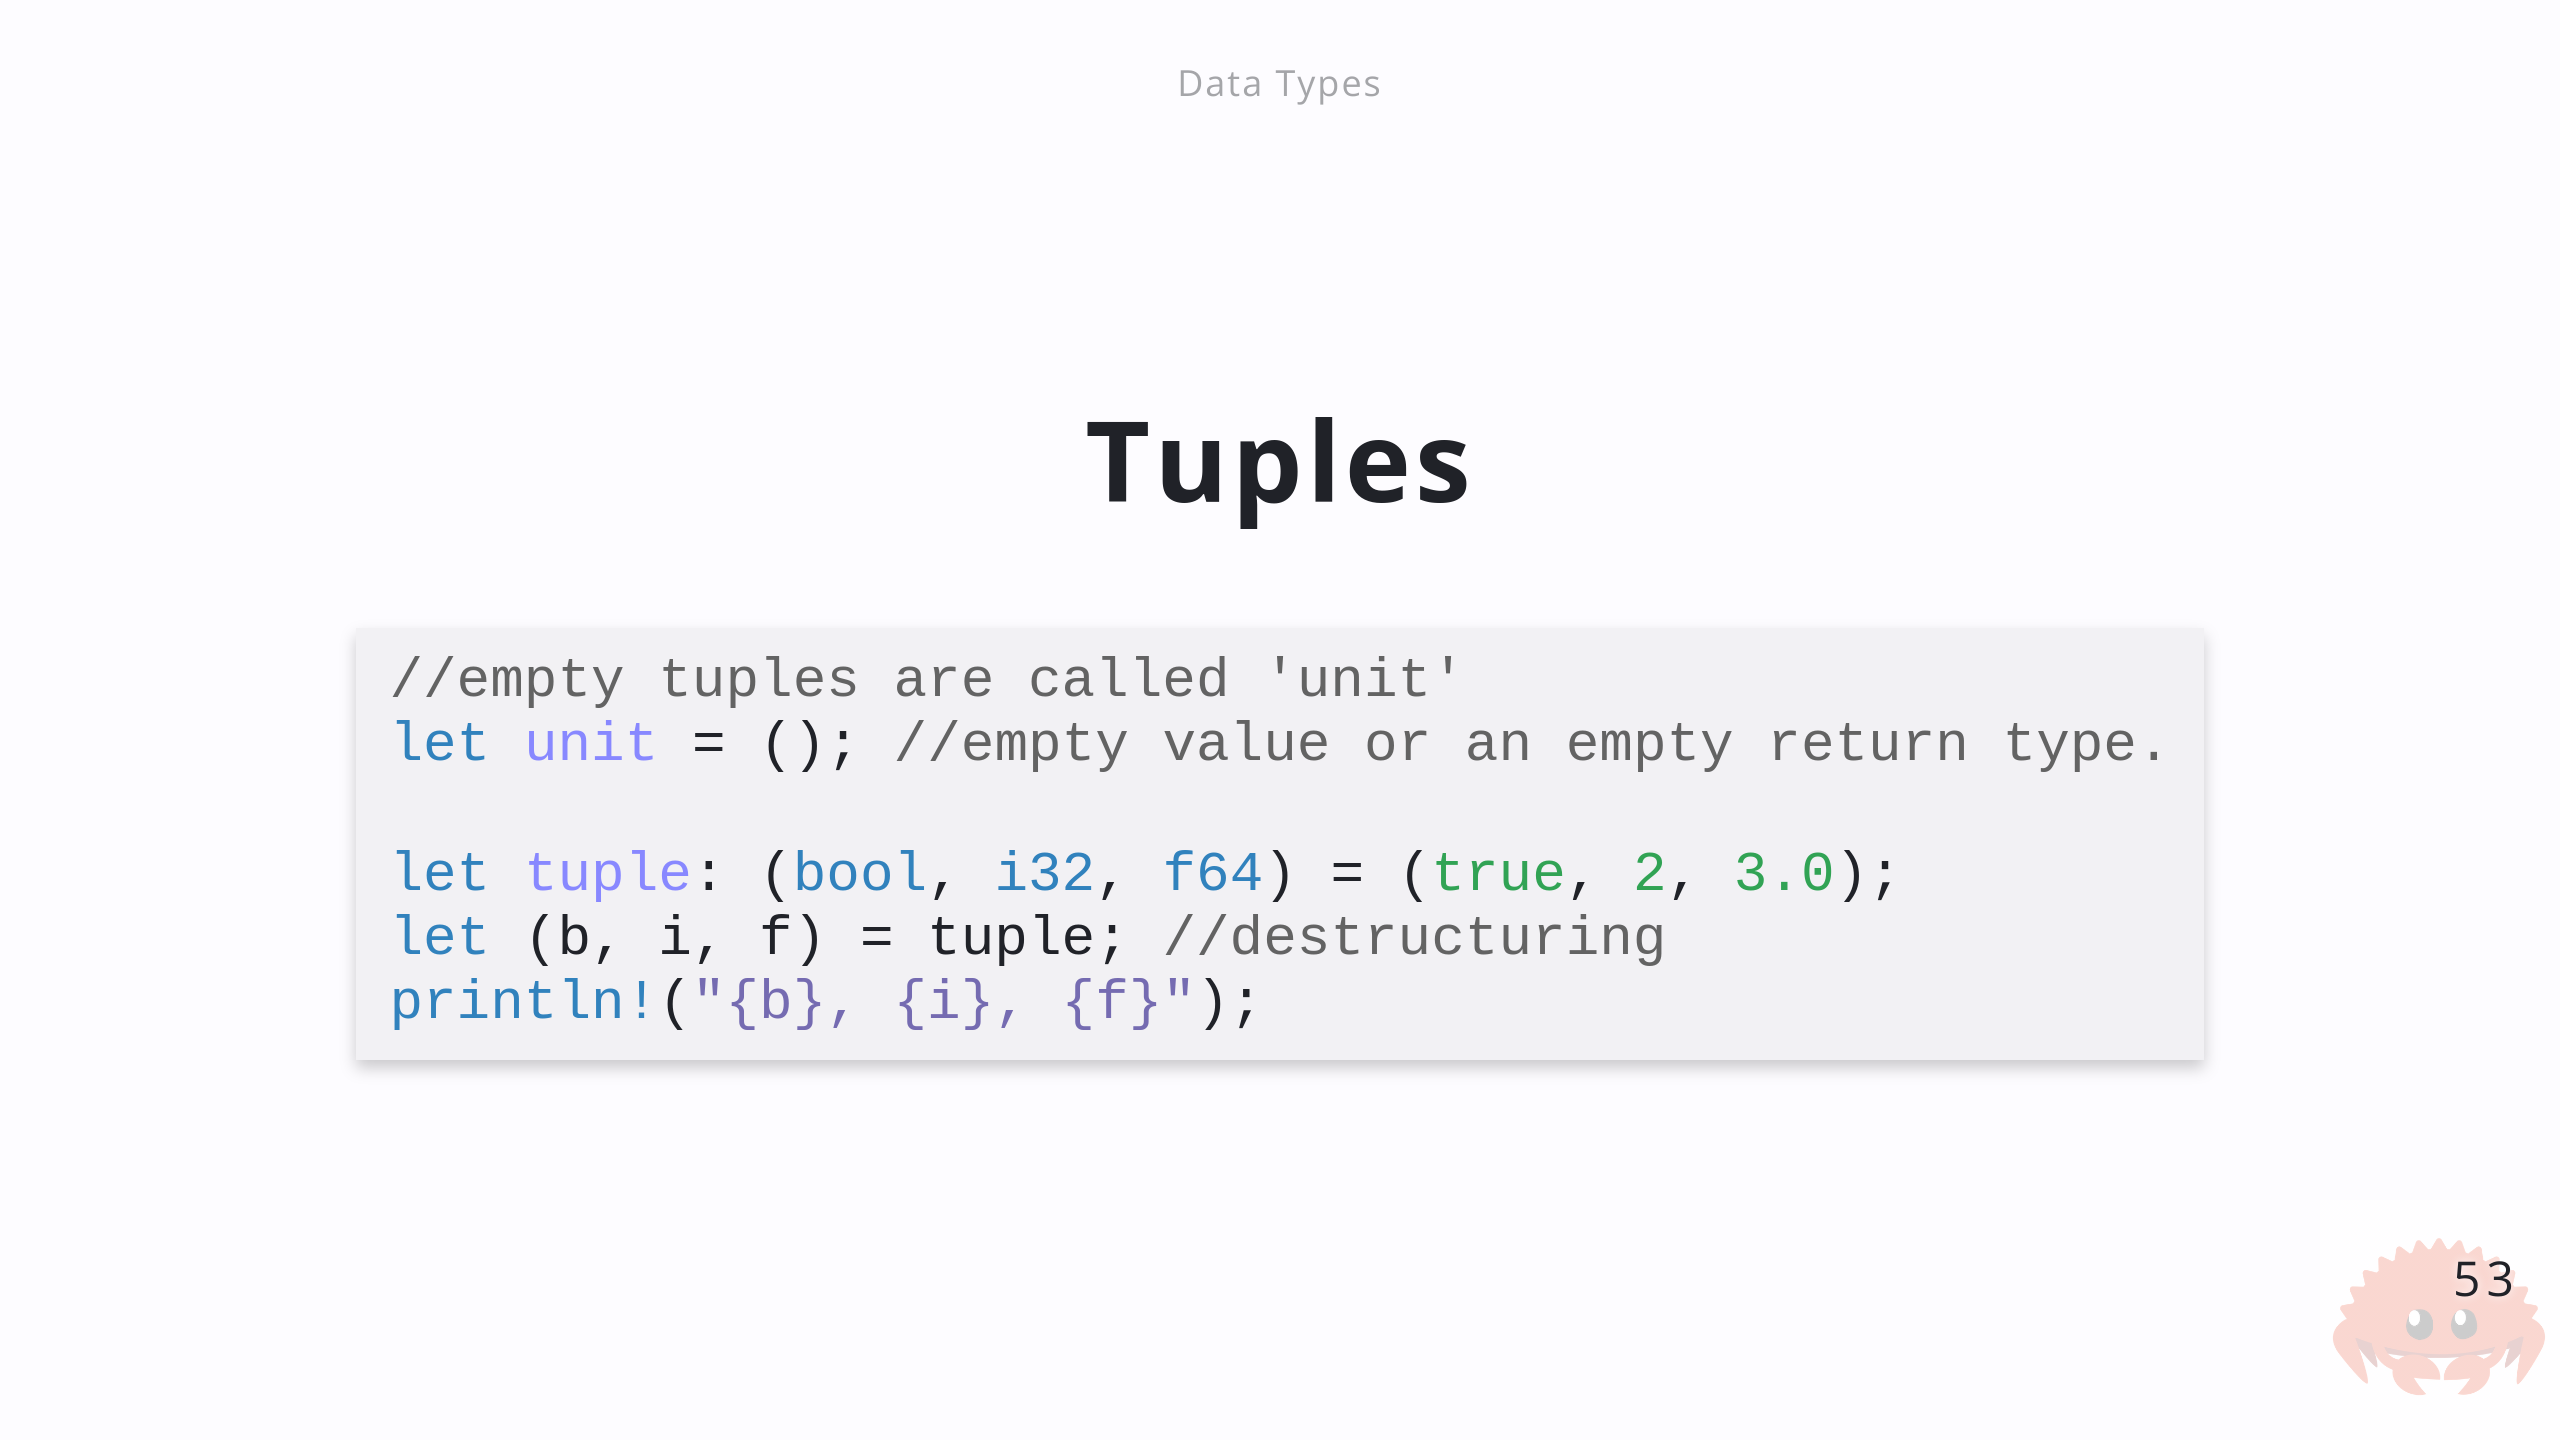 Data Types
Tuples
//empty tuples are called 'unit'
let unit = (); //empty value or an empty return type.
let tuple: (bool, i32, f64) = (true, 2, 3.0);
let (b, i, f) = tuple; //destructuring
println!("{b}, {i}, {f}");
53